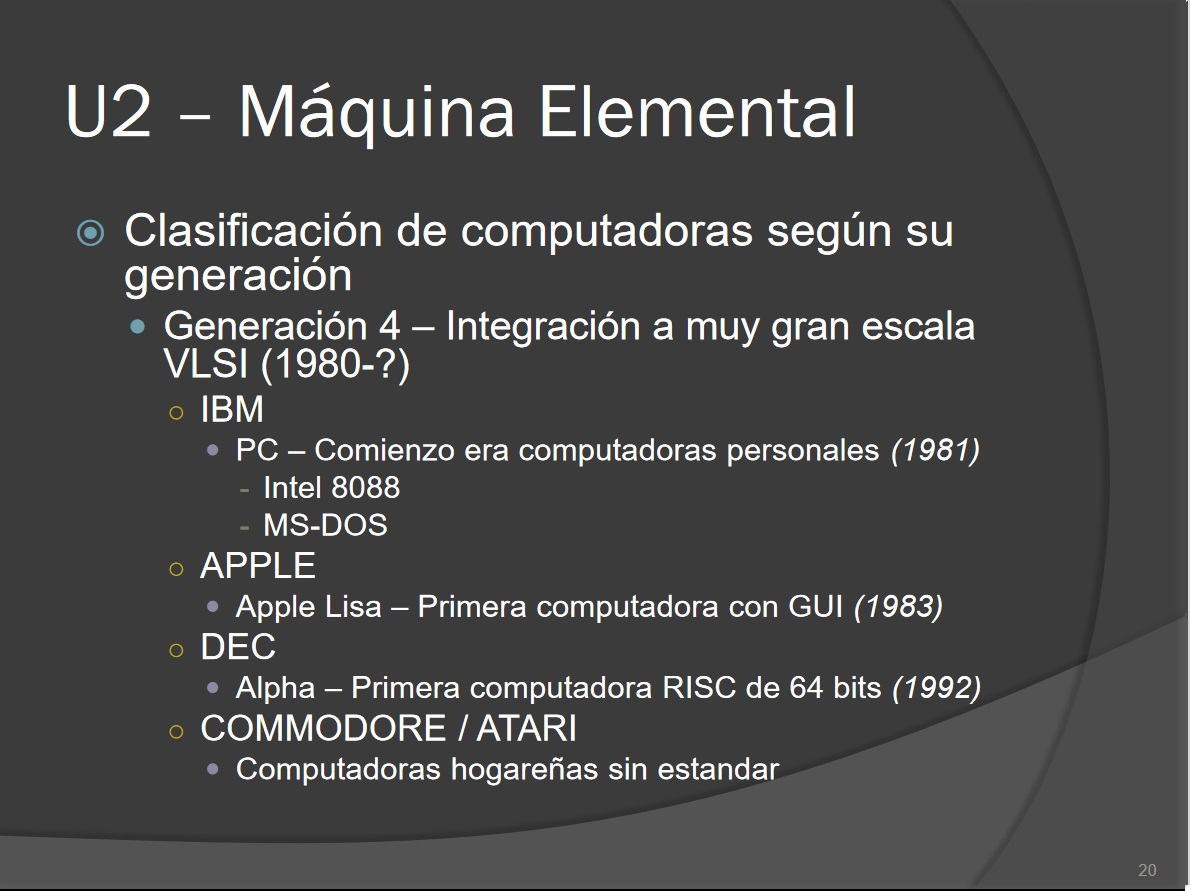 U2 – Máquina Elemental
Clasificación de computadoras según su
generación
Generación 4 – Integración a muy gran escala
VLSI (1980-?)
IBM
PC – Comienzo era computadoras personales (1981)
- Intel 8088
- MS-DOS
APPLE
Apple Lisa – Primera computadora con GUI (1983)
DEC
Alpha – Primera computadora RISC de 64 bits (1992)
COMMODORE / ATARI
Computadoras hogareñas sin estandar
20